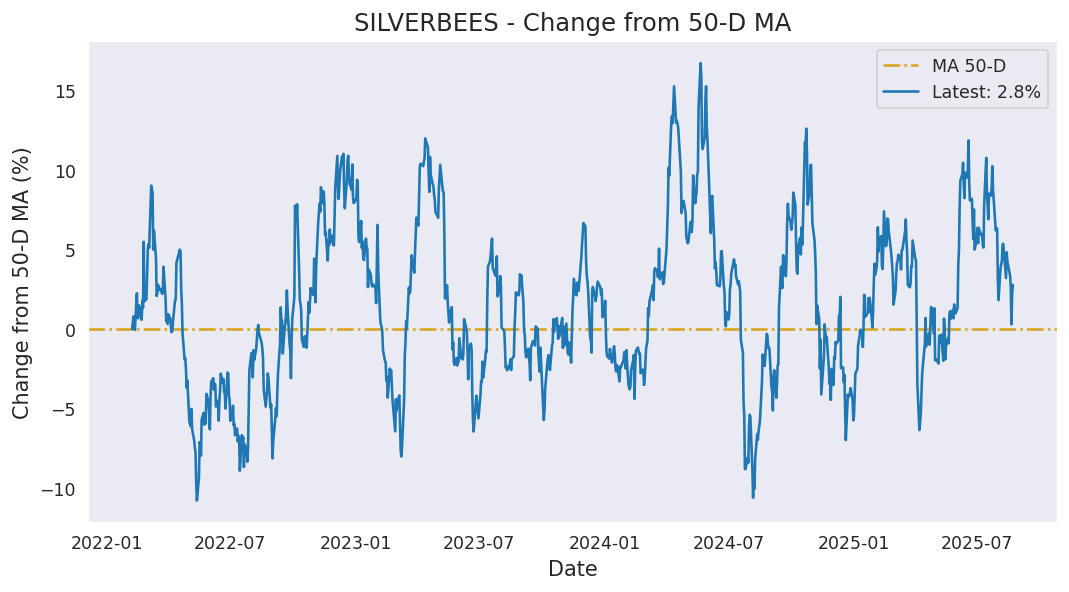 SILVERBEES - Change from 50-D MA
MA 50-D
Latest: 2.8%
Change from 50-D MA (%)
15
10
5
0
−5
−10
2022-01
2022-07
2023-01
2023-07
2024-01
2024-07
2025-01
2025-07
Date